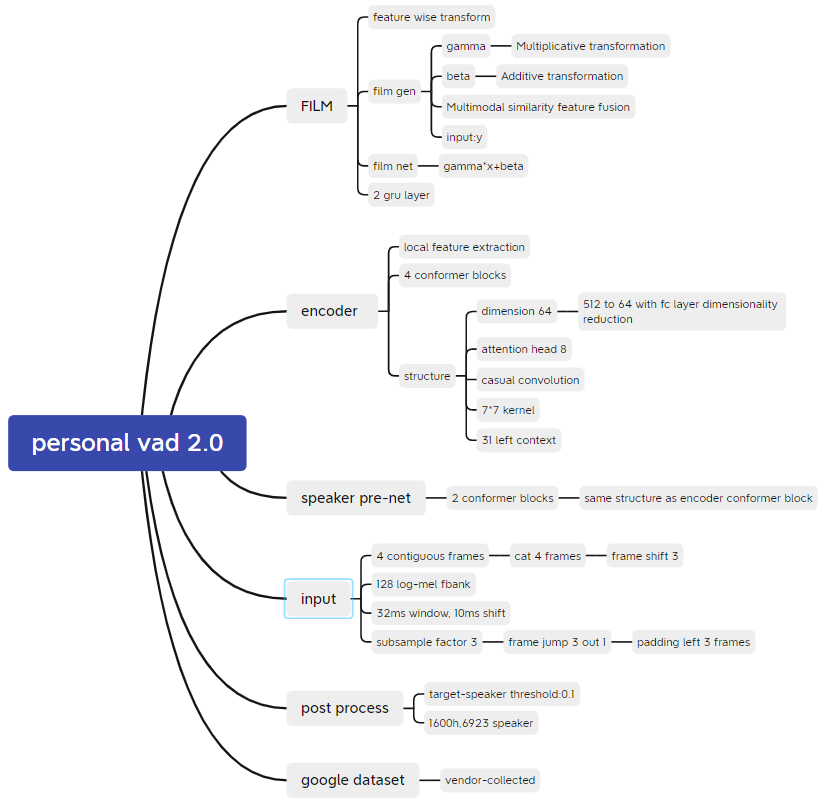 personal vad 2.0
FILM
feature wise transform
film gen
gamma
Multiplicative transformation
beta
Additive transformation
Multimodal similarity feature fusion
input:y
film net
gamma*x+beta
2 gru layer
encoder
local feature extraction
4 conformer blocks
structure
dimension 64
512 to 64 with fc layer dimensionality
reduction
attention head 8
casual convolution
7*7 kernel
31 left context
speaker pre-net
2 conformer blocks
same structure as encoder conformer block
input
4 contiguous frames
cat 4 frames
frame shift 3
128 log-mel fbank
32ms window, 10ms shift
subsample factor 3
frame jump 3 out 1
padding left 3 frames
post process
target-speaker threshold:0.1
1600h,6923 speaker
google dataset
vendor-collected